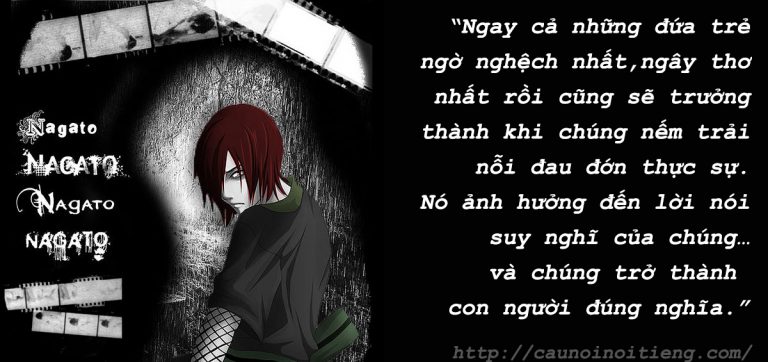 Nagato
NAGATO
Nagato
NAGATO
“Ngay cả những đứa trẻ
ngờ nghệch nhất,ngây thơ
nhất rồi cũng sẽ trưởng
thành khi chúng nếm trải
nỗi đau đớn thực sự.
Nó ảnh hưởng đến lời nói
suy nghĩ của chúng…
và chúng trở thành
con người đúng nghĩa.”
http://caunoinoitieng.com/